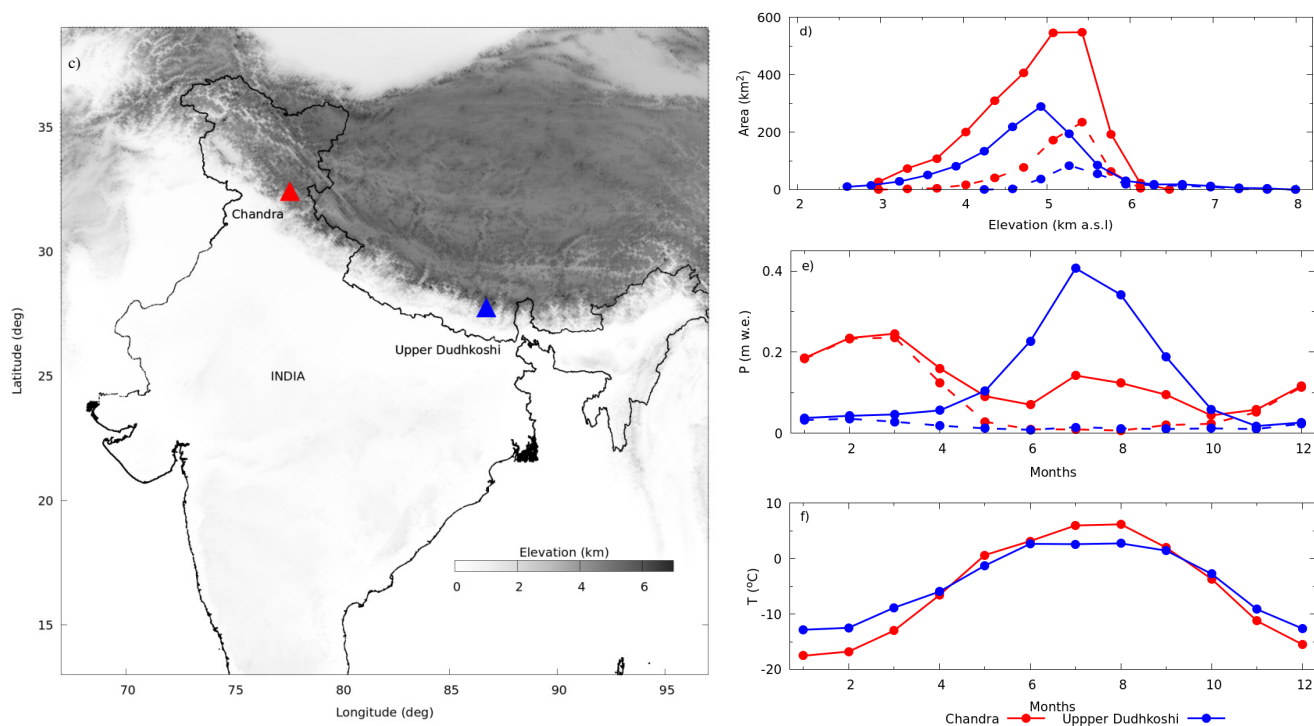 c)
35
30
25
20
15
Latitude (deg)
Chandra
Upper Dudhkoshi
INDIA
Elevation (km)
0 2 4 6
70 75 80 85 90 95
Longitude (deg)
d)
600
400
200
0
Area (km²)
2 3 4 5 6 7 8
Elevation (km a.s.l)
e)
0.4
0.2
0
P (m w.e.)
2 4 6 8 10 12
Months
f)
10
0
-10
-20
T (⁰C)
2 4 6 8 10 12
Months
Chandra Uppper Dudhkoshi